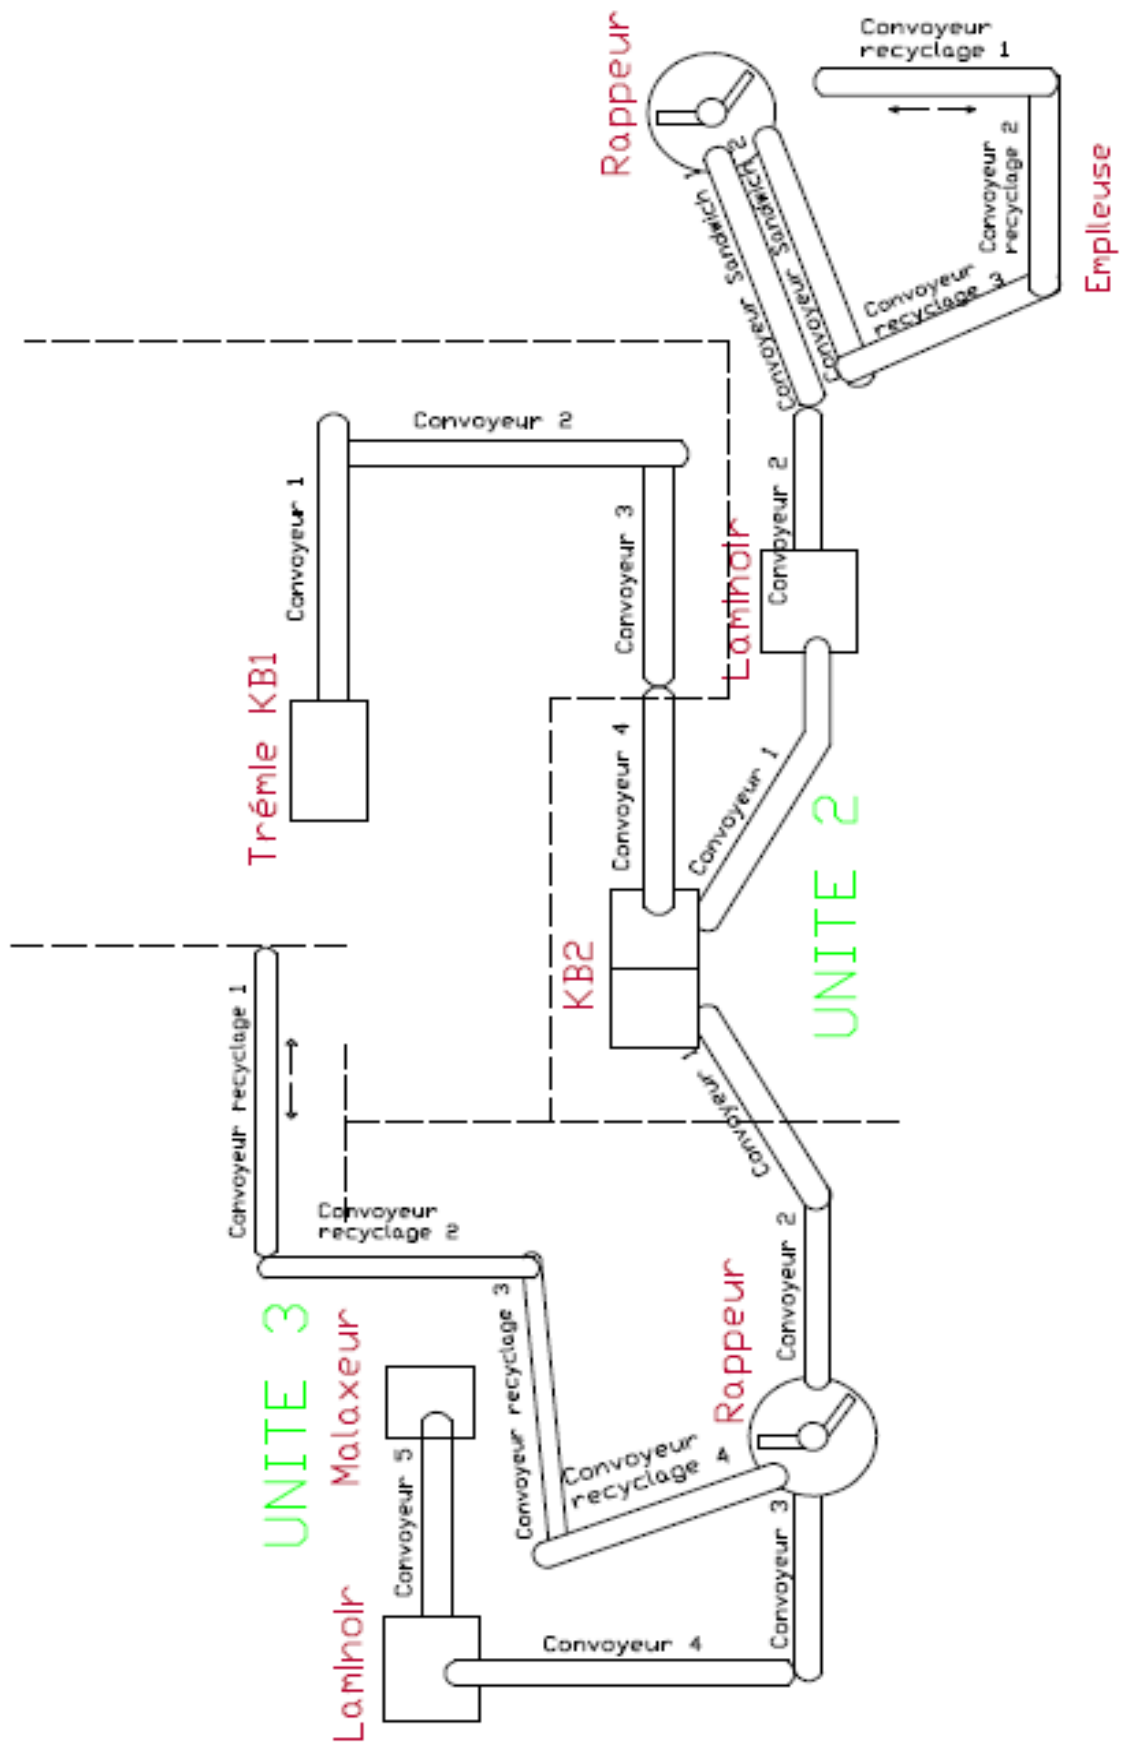 Convoyeur
recyclage 1
Rappeur
Convoyeur Sandwich 1
Convoyeur Sandwich 2
Convoyeur
recyclage 2
Empileuse
Convoyeur
recyclage 3
Convoyeur 2
Convoyeur 1
Convoyeur 3
Convoyeur 2
Laminoir
Trémie KB1
Convoyeur 4
Convoyeur 1
UNITE 2
KB2
Convoyeur recyclage 1
Convoyeur 1
Convoyeur
recyclage 2
Convoyeur 2
Rappeur
UNITE 3
Malaxeur
Convoyeur recyclage 3
Convoyeur
recyclage 4
Convoyeur 5
Convoyeur 3
Laminoir
Convoyeur 4